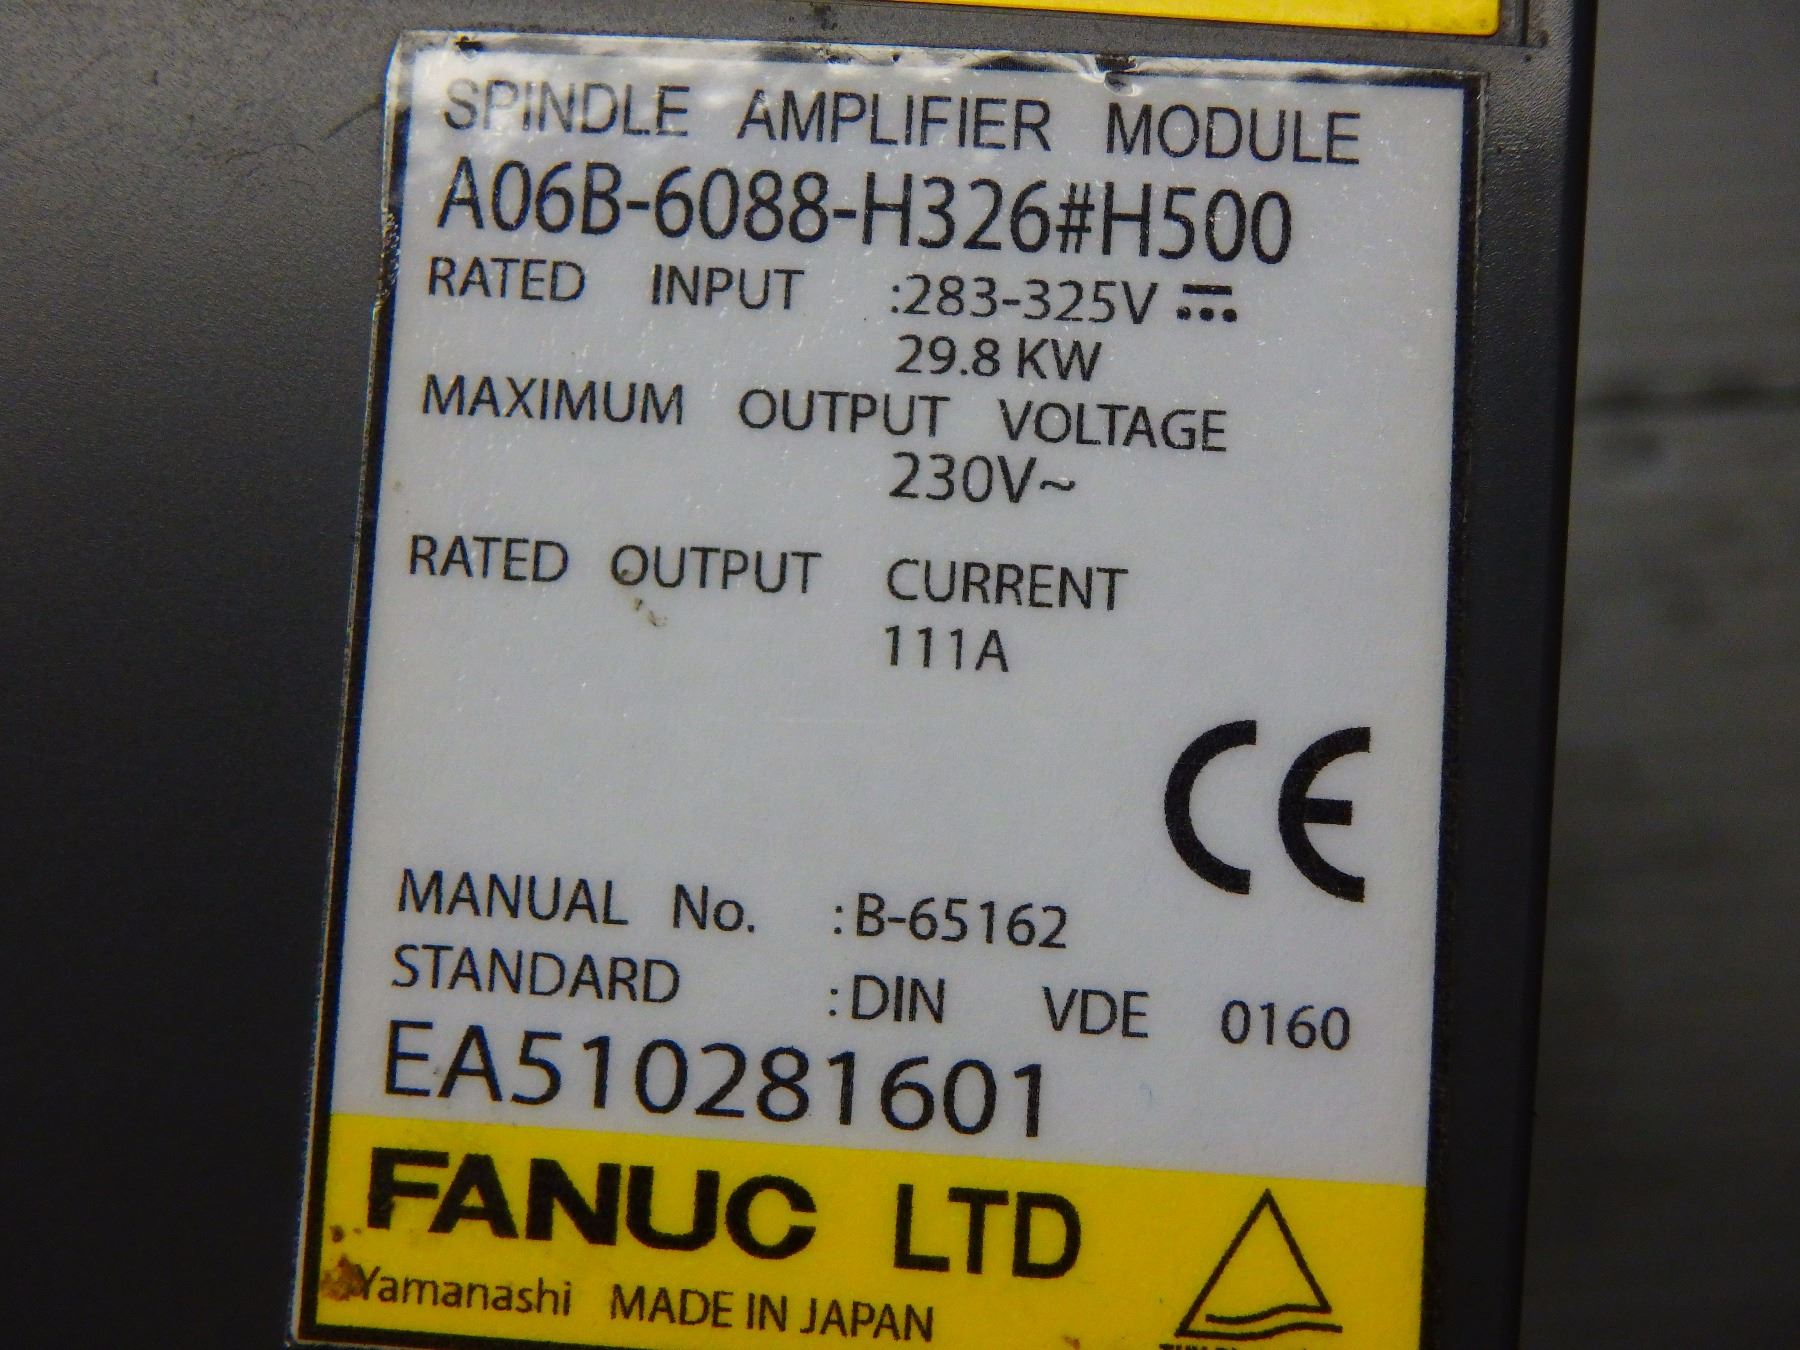 SPINDLE AMPLIFIER MODULE
A06B-6088-H326#H500
RATED INPUT :283-325V ⎓
29.8 KW
MAXIMUM OUTPUT VOLTAGE
230V~
RATED OUTPUT CURRENT
111A
CE
MANUAL No. :B-65162
STANDARD :DIN VDE 0160
EA510281601
FANUC LTD
Yamanashi MADE IN JAPAN